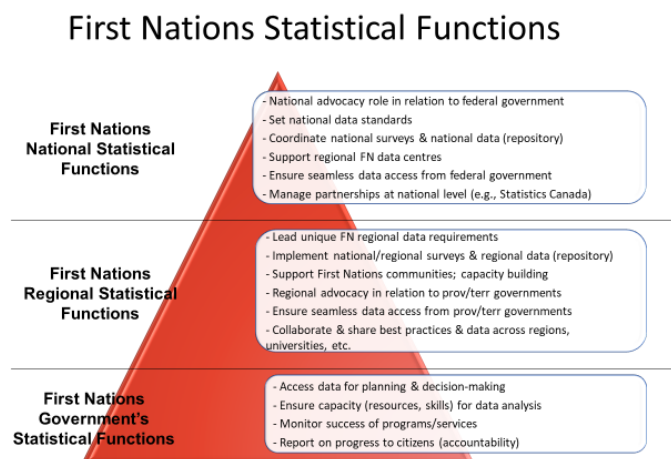 First Nations Statistical Functions
First Nations
National Statistical
Functions
- National advocacy role in relation to federal government
- Set national data standards
- Coordinate national surveys & national data (repository)
- Support regional FN data centres
- Ensure seamless data access from federal government
- Manage partnerships at national level (e.g., Statistics Canada)
First Nations
Regional Statistical
Functions
- Lead unique FN regional data requirements
- Implement national/regional surveys & regional data (repository)
- Support First Nations communities; capacity building
- Regional advocacy in relation to prov/terr governments
- Ensure seamless data access from prov/terr governments
- Collaborate & share best practices & data across regions,
universities, etc.
First Nations
Government's
Statistical Functions
- Access data for planning & decision-making
- Ensure capacity (resources, skills) for data analysis
- Monitor success of programs/services
- Report on progress to citizens (accountability)